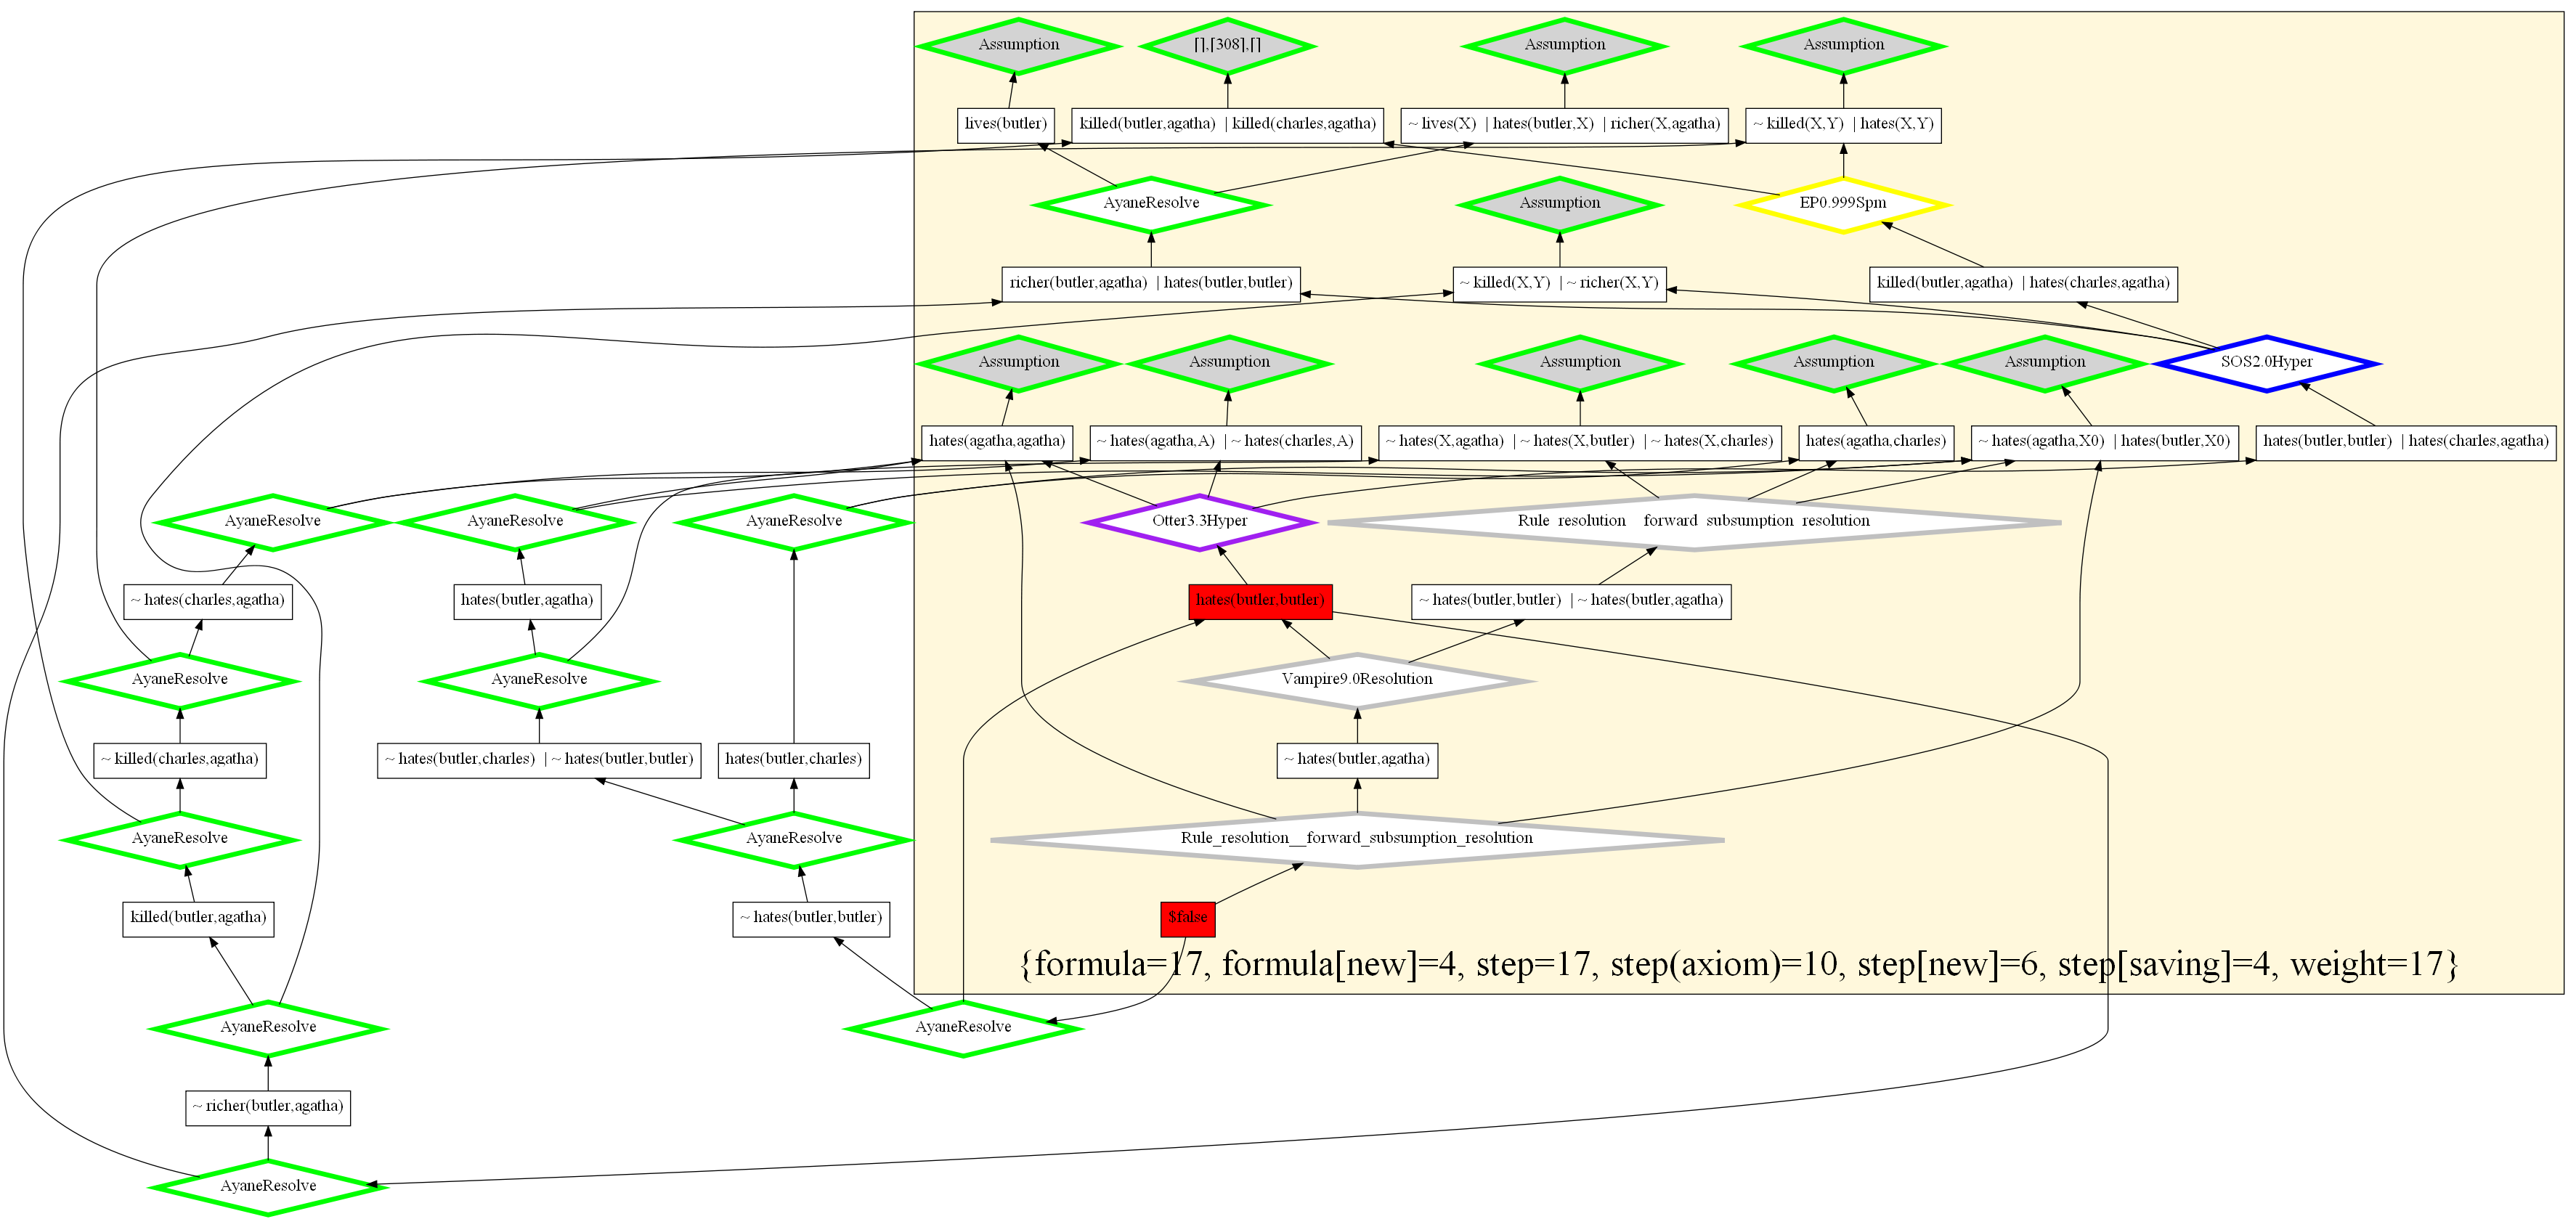 Assumption
⌈⌉,⌈308⌉,⌈⌉
Assumption
Assumption
lives(butler)
killed(butler,agatha) | killed(charles,agatha)
~ lives(X) | hates(butler,X) | richer(X,agatha)
~ killed(X,Y) | hates(X,Y)
AyaneResolve
Assumption
EP0.999Spm
richer(butler,agatha) | hates(butler,butler)
~ killed(X,Y) | ~ richer(X,Y)
killed(butler,agatha) | hates(charles,agatha)
Assumption
Assumption
Assumption
Assumption
Assumption
SOS2.0Hyper
hates(agatha,agatha)
~ hates(agatha,A) | ~ hates(charles,A)
~ hates(X,agatha) | ~ hates(X,butler) | ~ hates(X,charles)
hates(agatha,charles)
~ hates(agatha,X0) | hates(butler,X0)
hates(butler,butler) | hates(charles,agatha)
AyaneResolve
AyaneResolve
AyaneResolve
Otter3.3Hyper
Rule_resolution__forward_subsumption_resolution
~ hates(charles,agatha)
hates(butler,agatha)
hates(butler,butler)
~ hates(butler,butler) | ~ hates(butler,agatha)
AyaneResolve
AyaneResolve
Vampire9.0Resolution
~ killed(charles,agatha)
~ hates(butler,charles) | ~ hates(butler,butler)
hates(butler,charles)
~ hates(butler,agatha)
AyaneResolve
AyaneResolve
Rule_resolution__forward_subsumption_resolution
killed(butler,agatha)
~ hates(butler,butler)
$false
{formula=17, formula[new]=4, step=17, step(axiom)=10, step[new]=6, step[saving]=4, weight=17}
AyaneResolve
AyaneResolve
~ richer(butler,agatha)
AyaneResolve